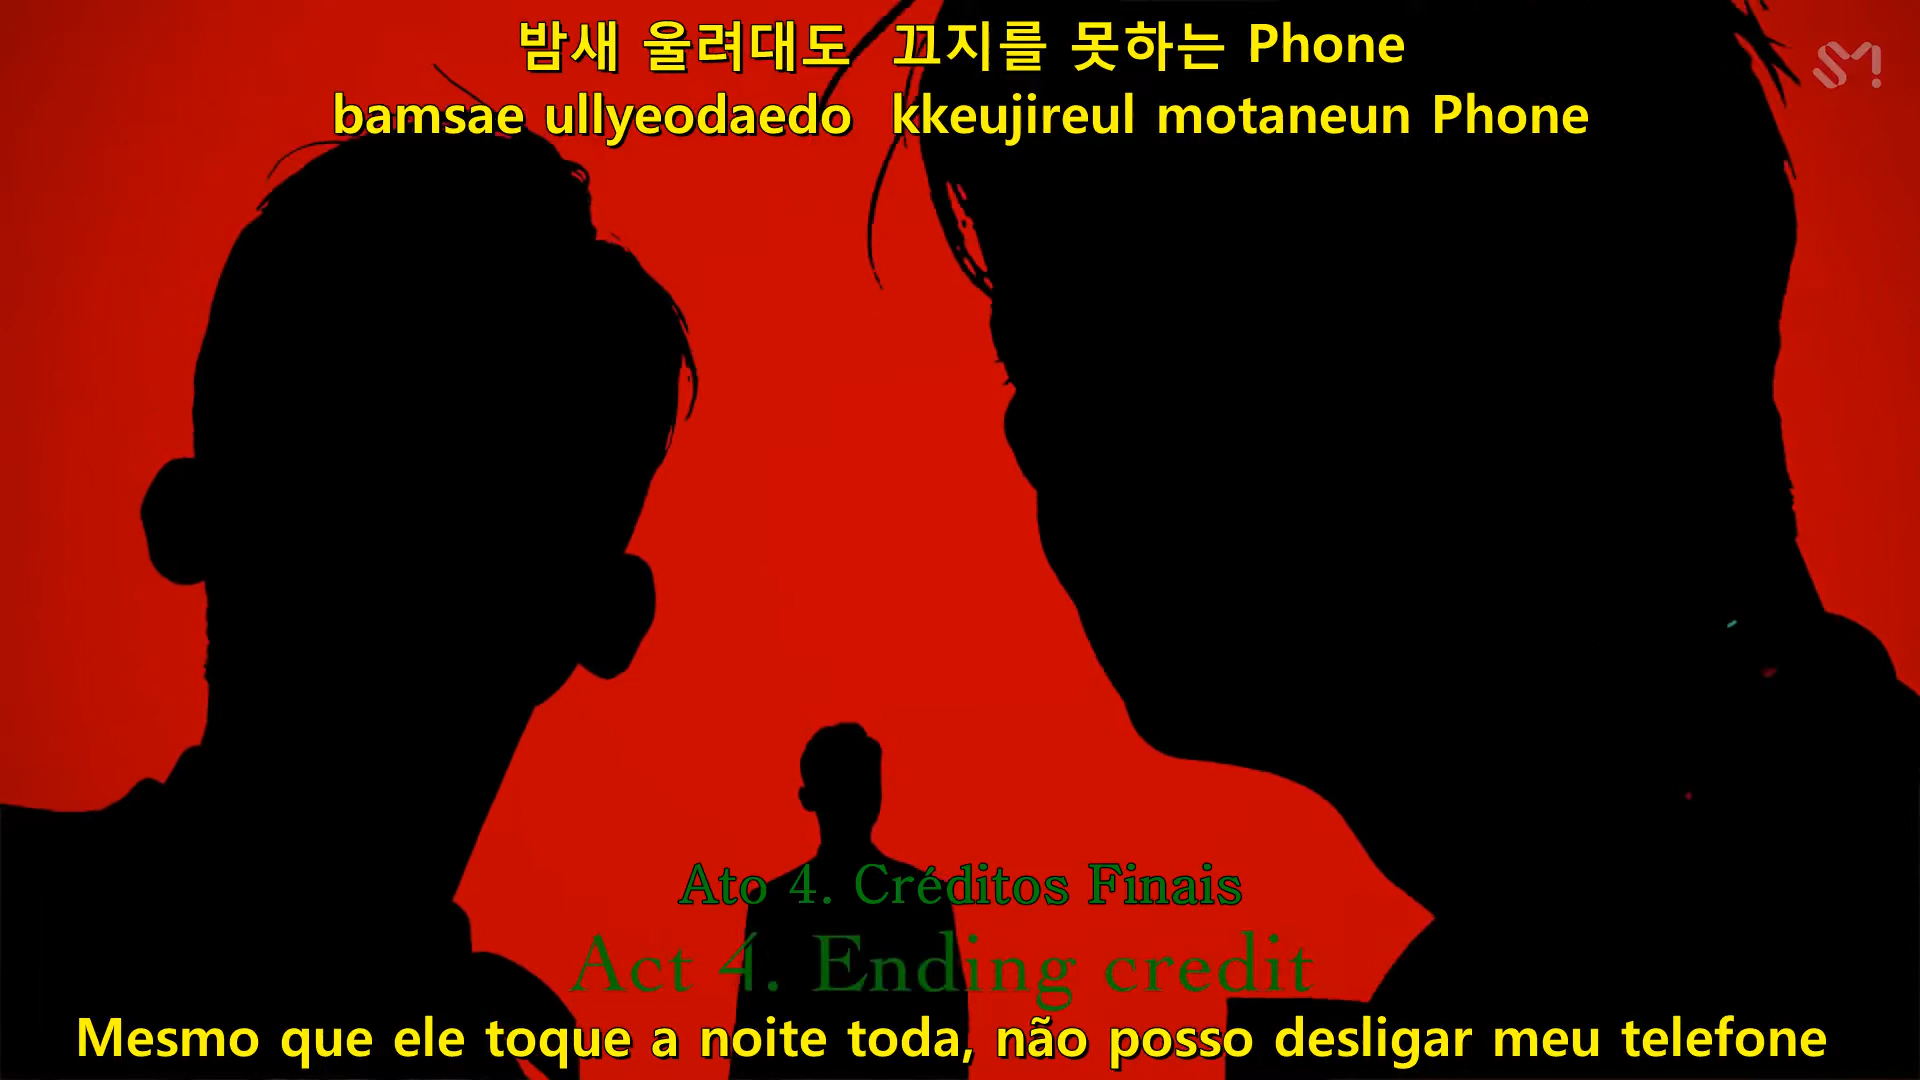 밤새 울려대도 끄지를 못하는 Phone
SM!
bamsae ullyeodaedo kkeujireul motaneun Phone
Ato 4. Créditos Finais
Act 4. Ending credit
Mesmo que ele toque a noite toda, não posso desligar meu telefone